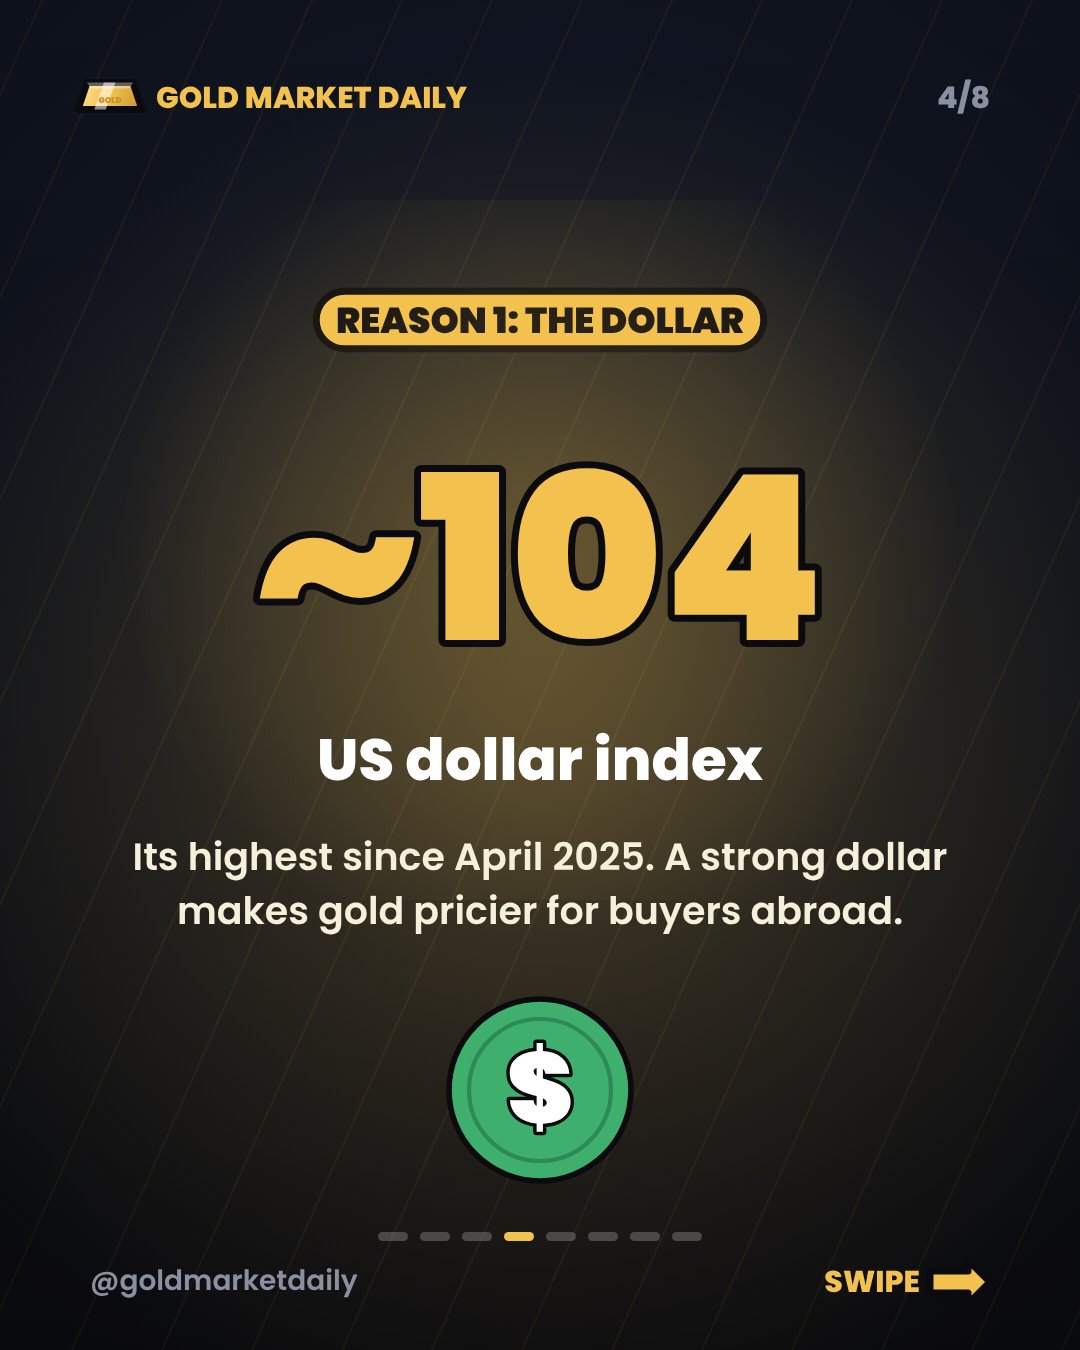 GOLD
GOLD MARKET DAILY
4/8
REASON 1: THE DOLLAR
~104
US dollar index
Its highest since April 2025. A strong dollar
makes gold pricier for buyers abroad.
$
@goldmarketdaily
SWIPE